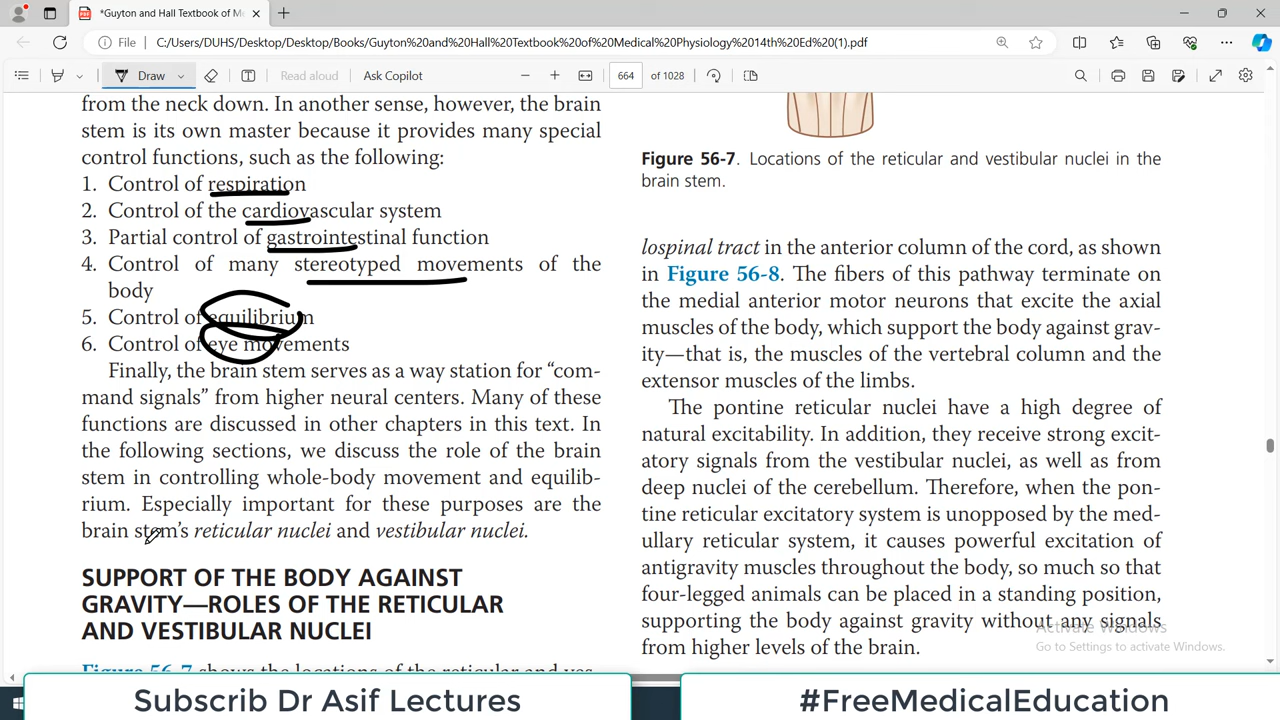 *Guyton and Hall Textbook of Me
File
C:/Users/DUHS/Desktop/Desktop/Books/Guyton%20and%20Hall%20Textbook%20of%20Medical%20Physiology%2014th%20Ed%20(1).pdf
Draw
Read aloud
Ask Copilot
664 of 1028
from the neck down. In another sense, however, the brain
stem is its own master because it provides many special
control functions, such as the following:
1. Control of respiration
2. Control of the cardiovascular system
3. Partial control of gastrointestinal function
4. Control of many stereotyped movements of the
body
5. Control of equilibrium
6. Control of eye movements
Finally, the brain stem serves as a way station for “com-
mand signals” from higher neural centers. Many of these
functions are discussed in other chapters in this text. In
the following sections, we discuss the role of the brain
stem in controlling whole-body movement and equilib-
rium. Especially important for these purposes are the
brain stem’s reticular nuclei and vestibular nuclei.
SUPPORT OF THE BODY AGAINST
GRAVITY—ROLES OF THE RETICULAR
AND VESTIBULAR NUCLEI
Figure 56-7 shows the locations of the reticular and ves-
Figure 56-7. Locations of the reticular and vestibular nuclei in the
brain stem.
lospinal tract in the anterior column of the cord, as shown
in Figure 56-8. The fibers of this pathway terminate on
the medial anterior motor neurons that excite the axial
muscles of the body, which support the body against grav-
ity—that is, the muscles of the vertebral column and the
extensor muscles of the limbs.
The pontine reticular nuclei have a high degree of
natural excitability. In addition, they receive strong excit-
atory signals from the vestibular nuclei, as well as from
deep nuclei of the cerebellum. Therefore, when the pon-
tine reticular excitatory system is unopposed by the med-
ullary reticular system, it causes powerful excitation of
antigravity muscles throughout the body, so much so that
four-legged animals can be placed in a standing position,
supporting the body against gravity without any signals
from higher levels of the brain.
Activate Windows
Go to Settings to activate Windows.
Subscrib Dr Asif Lectures
#FreeMedicalEducation